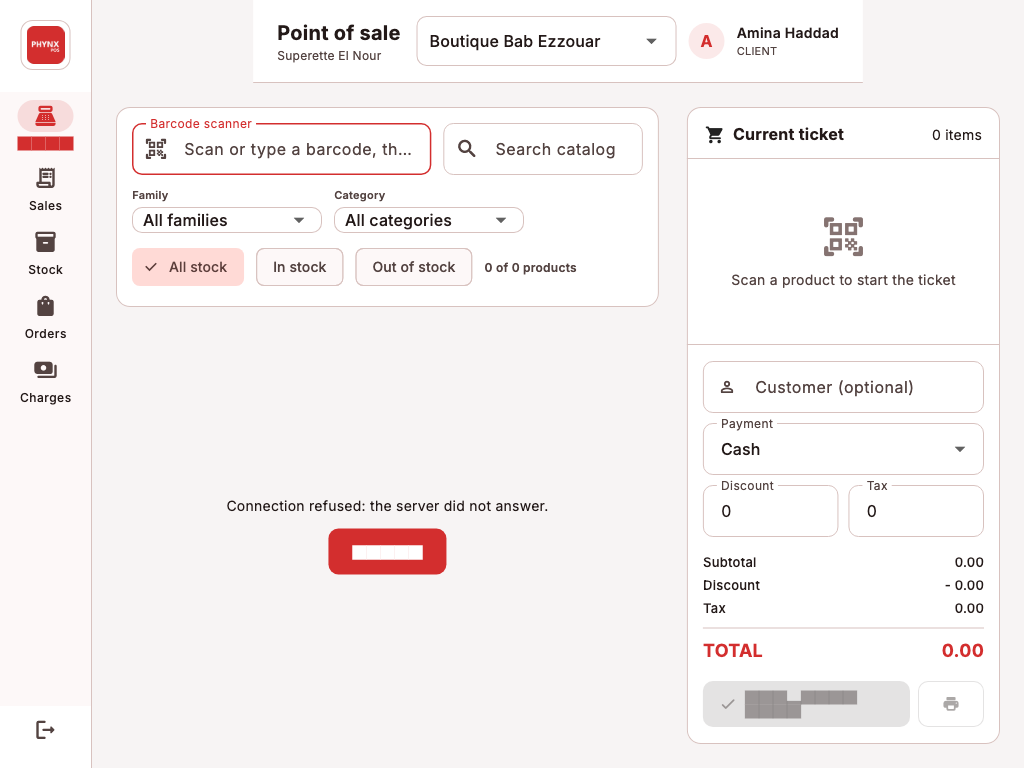 PHYNX
POS
Point of sale
Superette El Nour
Boutique Bab Ezzouar
A
Amina Haddad
CLIENT
Sales
Stock
Orders
Charges
Barcode scanner
Scan or type a barcode, th...
Search catalog
Family
All families
Category
All categories
All stock
In stock
Out of stock
0 of 0 products
Connection refused: the server did not answer.
Current ticket
0 items
Scan a product to start the ticket
Customer (optional)
Payment
Cash
Discount
0
Tax
0
Subtotal
0.00
Discount
- 0.00
Tax
0.00
TOTAL
0.00